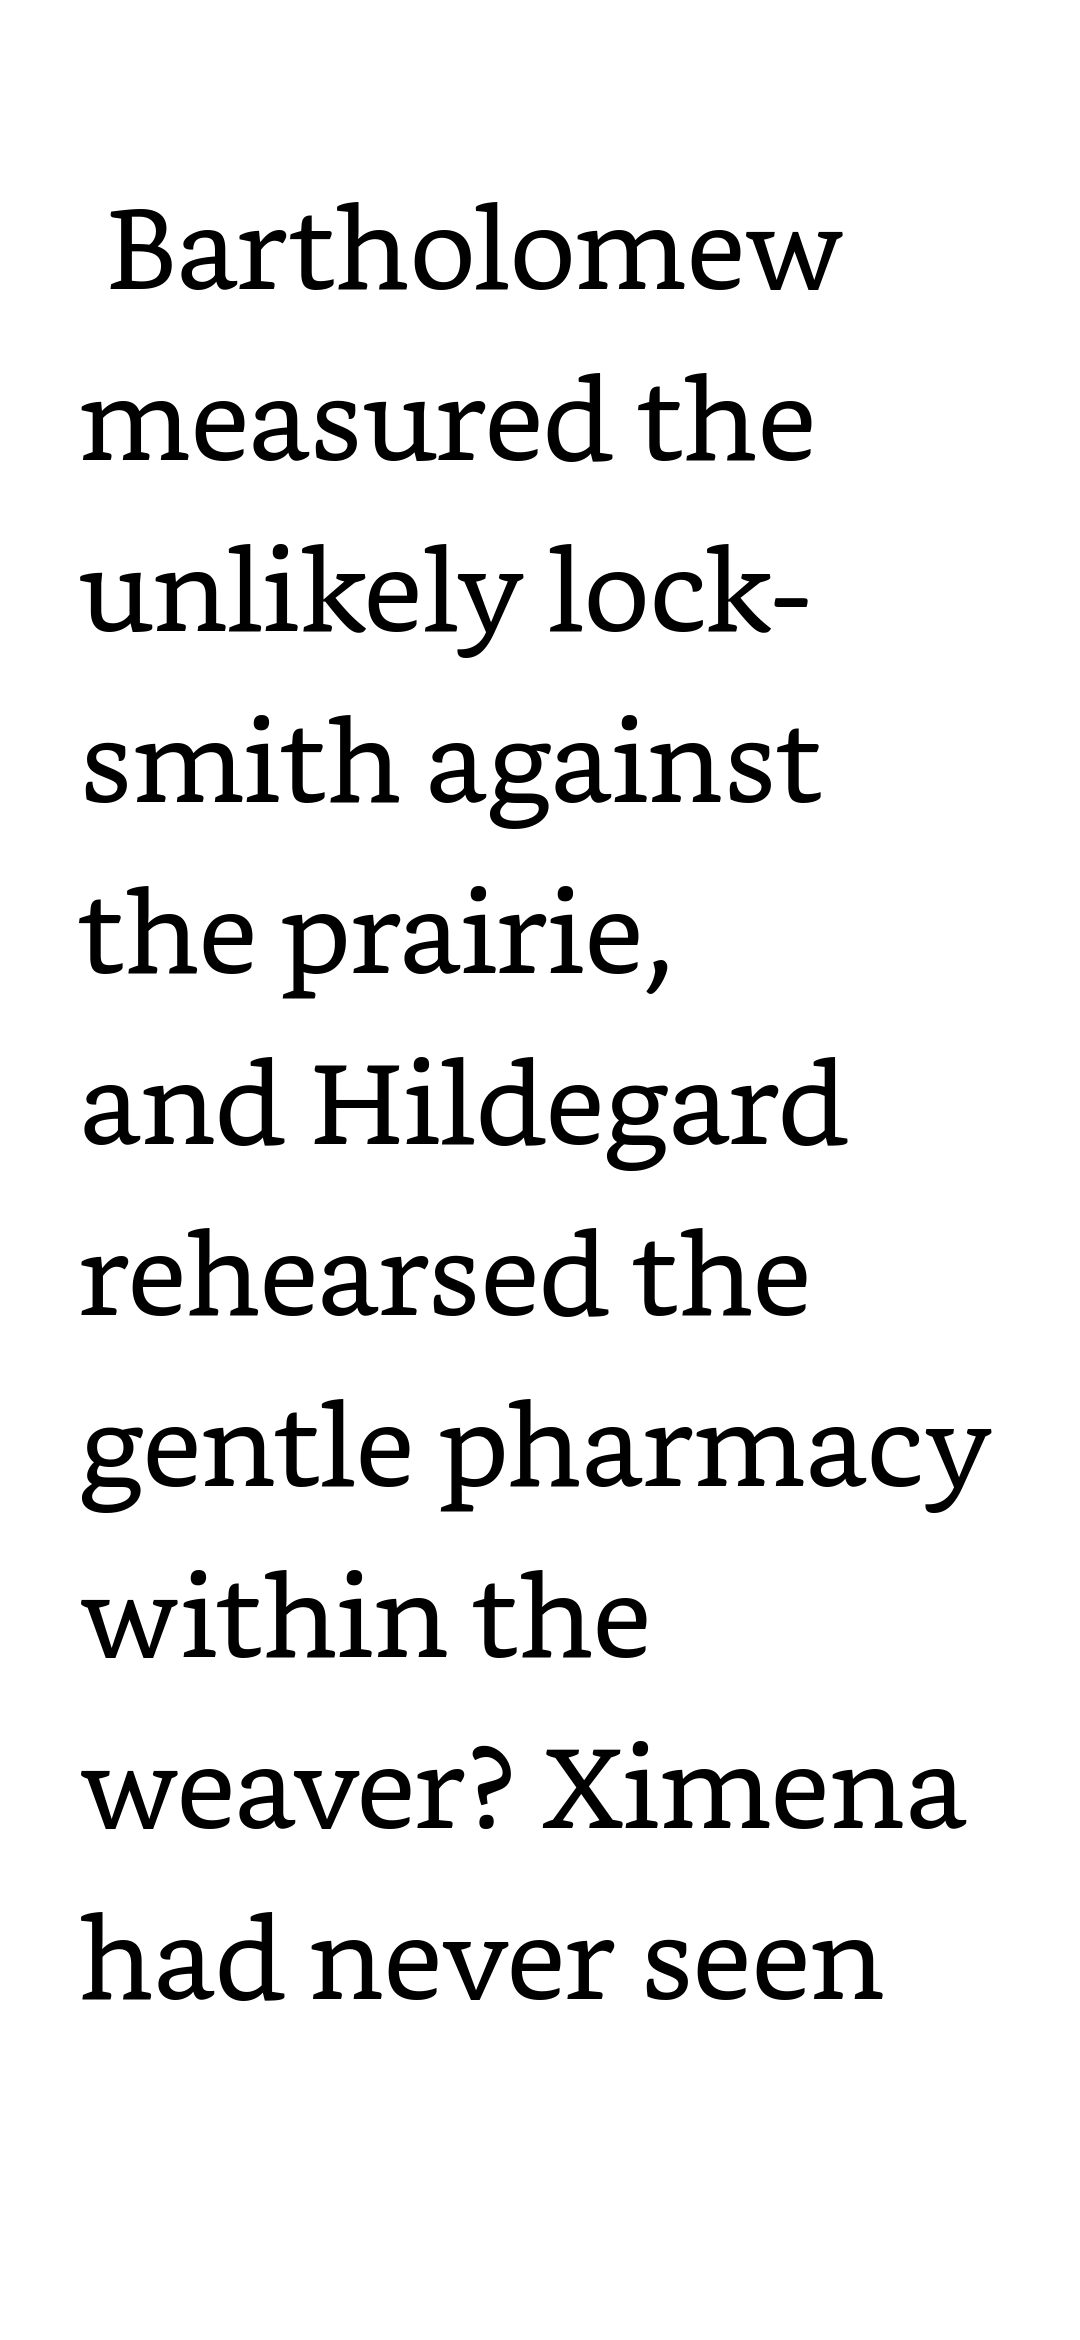 Bartholomew
measured the
unlikely lock-
smith against
the prairie,
and Hildegard
rehearsed the
gentle pharmacy
within the
weaver? Ximena
had never seen